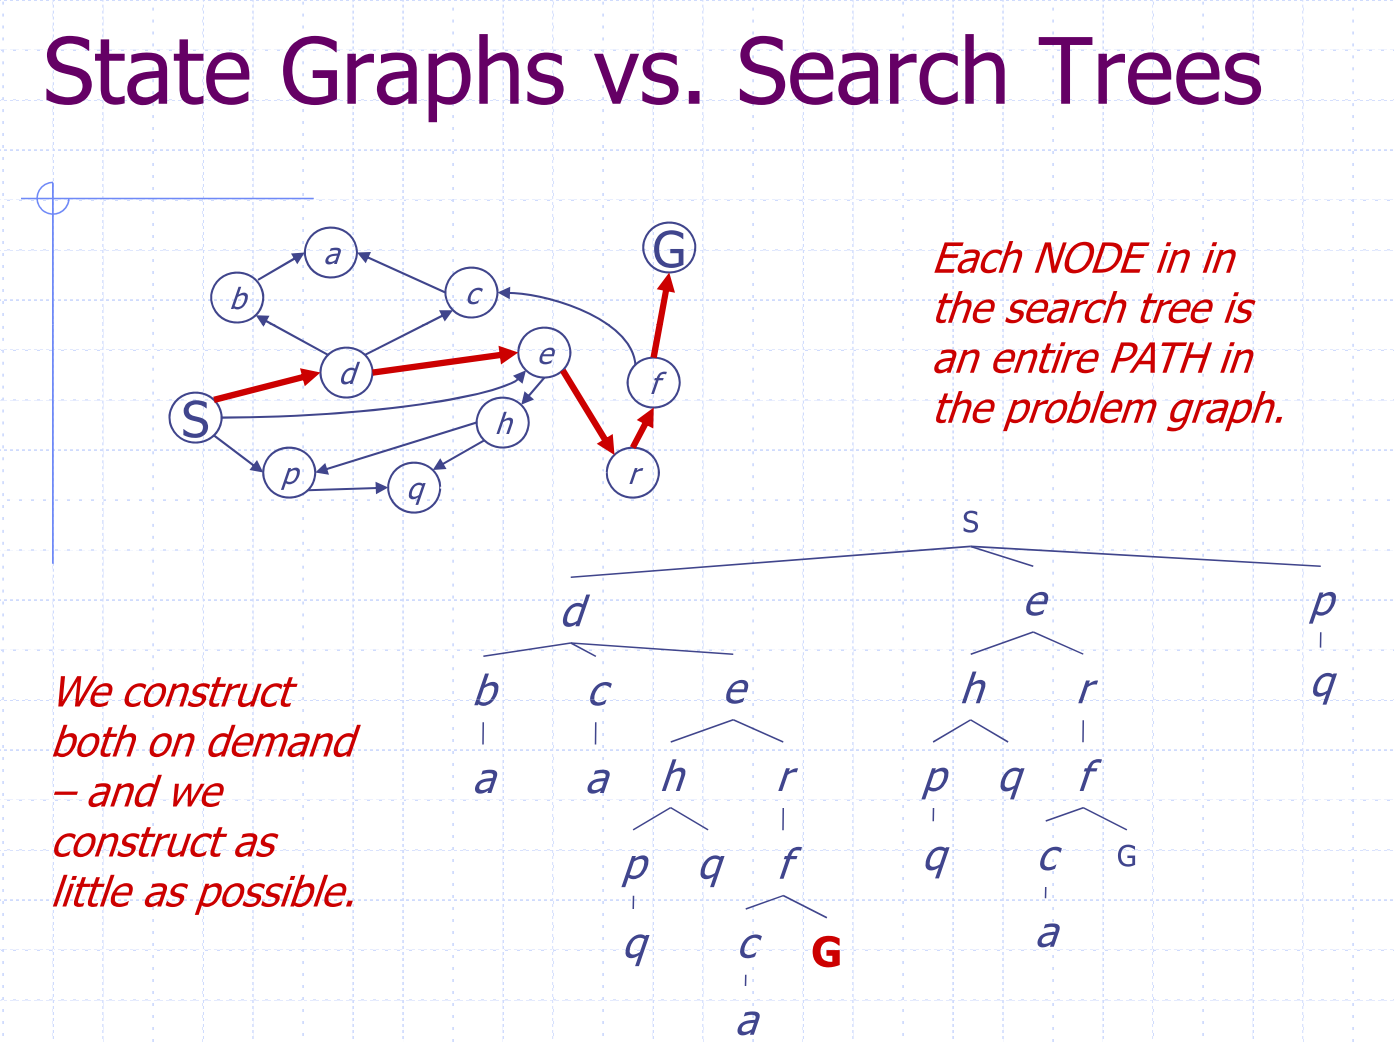 State Graphs vs. Search Trees
G
a
c
b
e
d
f
S
h
p
q
r
Each NODE in in
the search tree is
an entire PATH in
the problem graph.
S
d e p
b c e h r q
a a h r p q f
p q f q c G
q c G a
a
We construct
both on demand
– and we
construct as
little as possible.